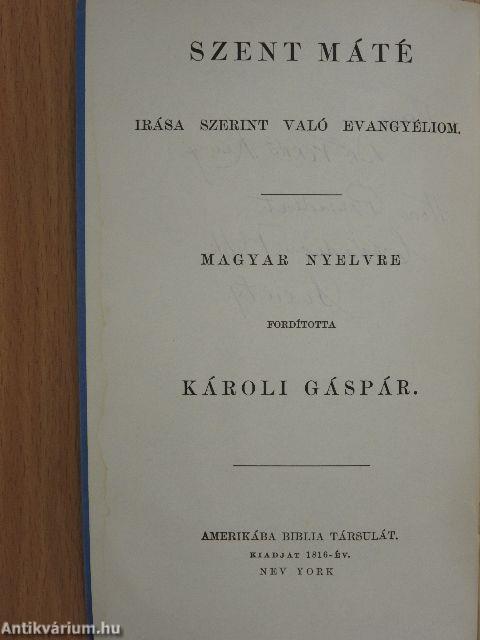 SZENT MÁTÉ
IRÁSA SZERINT VALÓ EVANGYÉLIOM.
MAGYAR NYELVRE
FORDÍTOTTA
KÁROLI GÁSPÁR.
AMERIKÁBA BIBLIA TÁRSULÁT.
KIADJAT 1816-ÉV.
NEV YORK
Antikvárium.hu